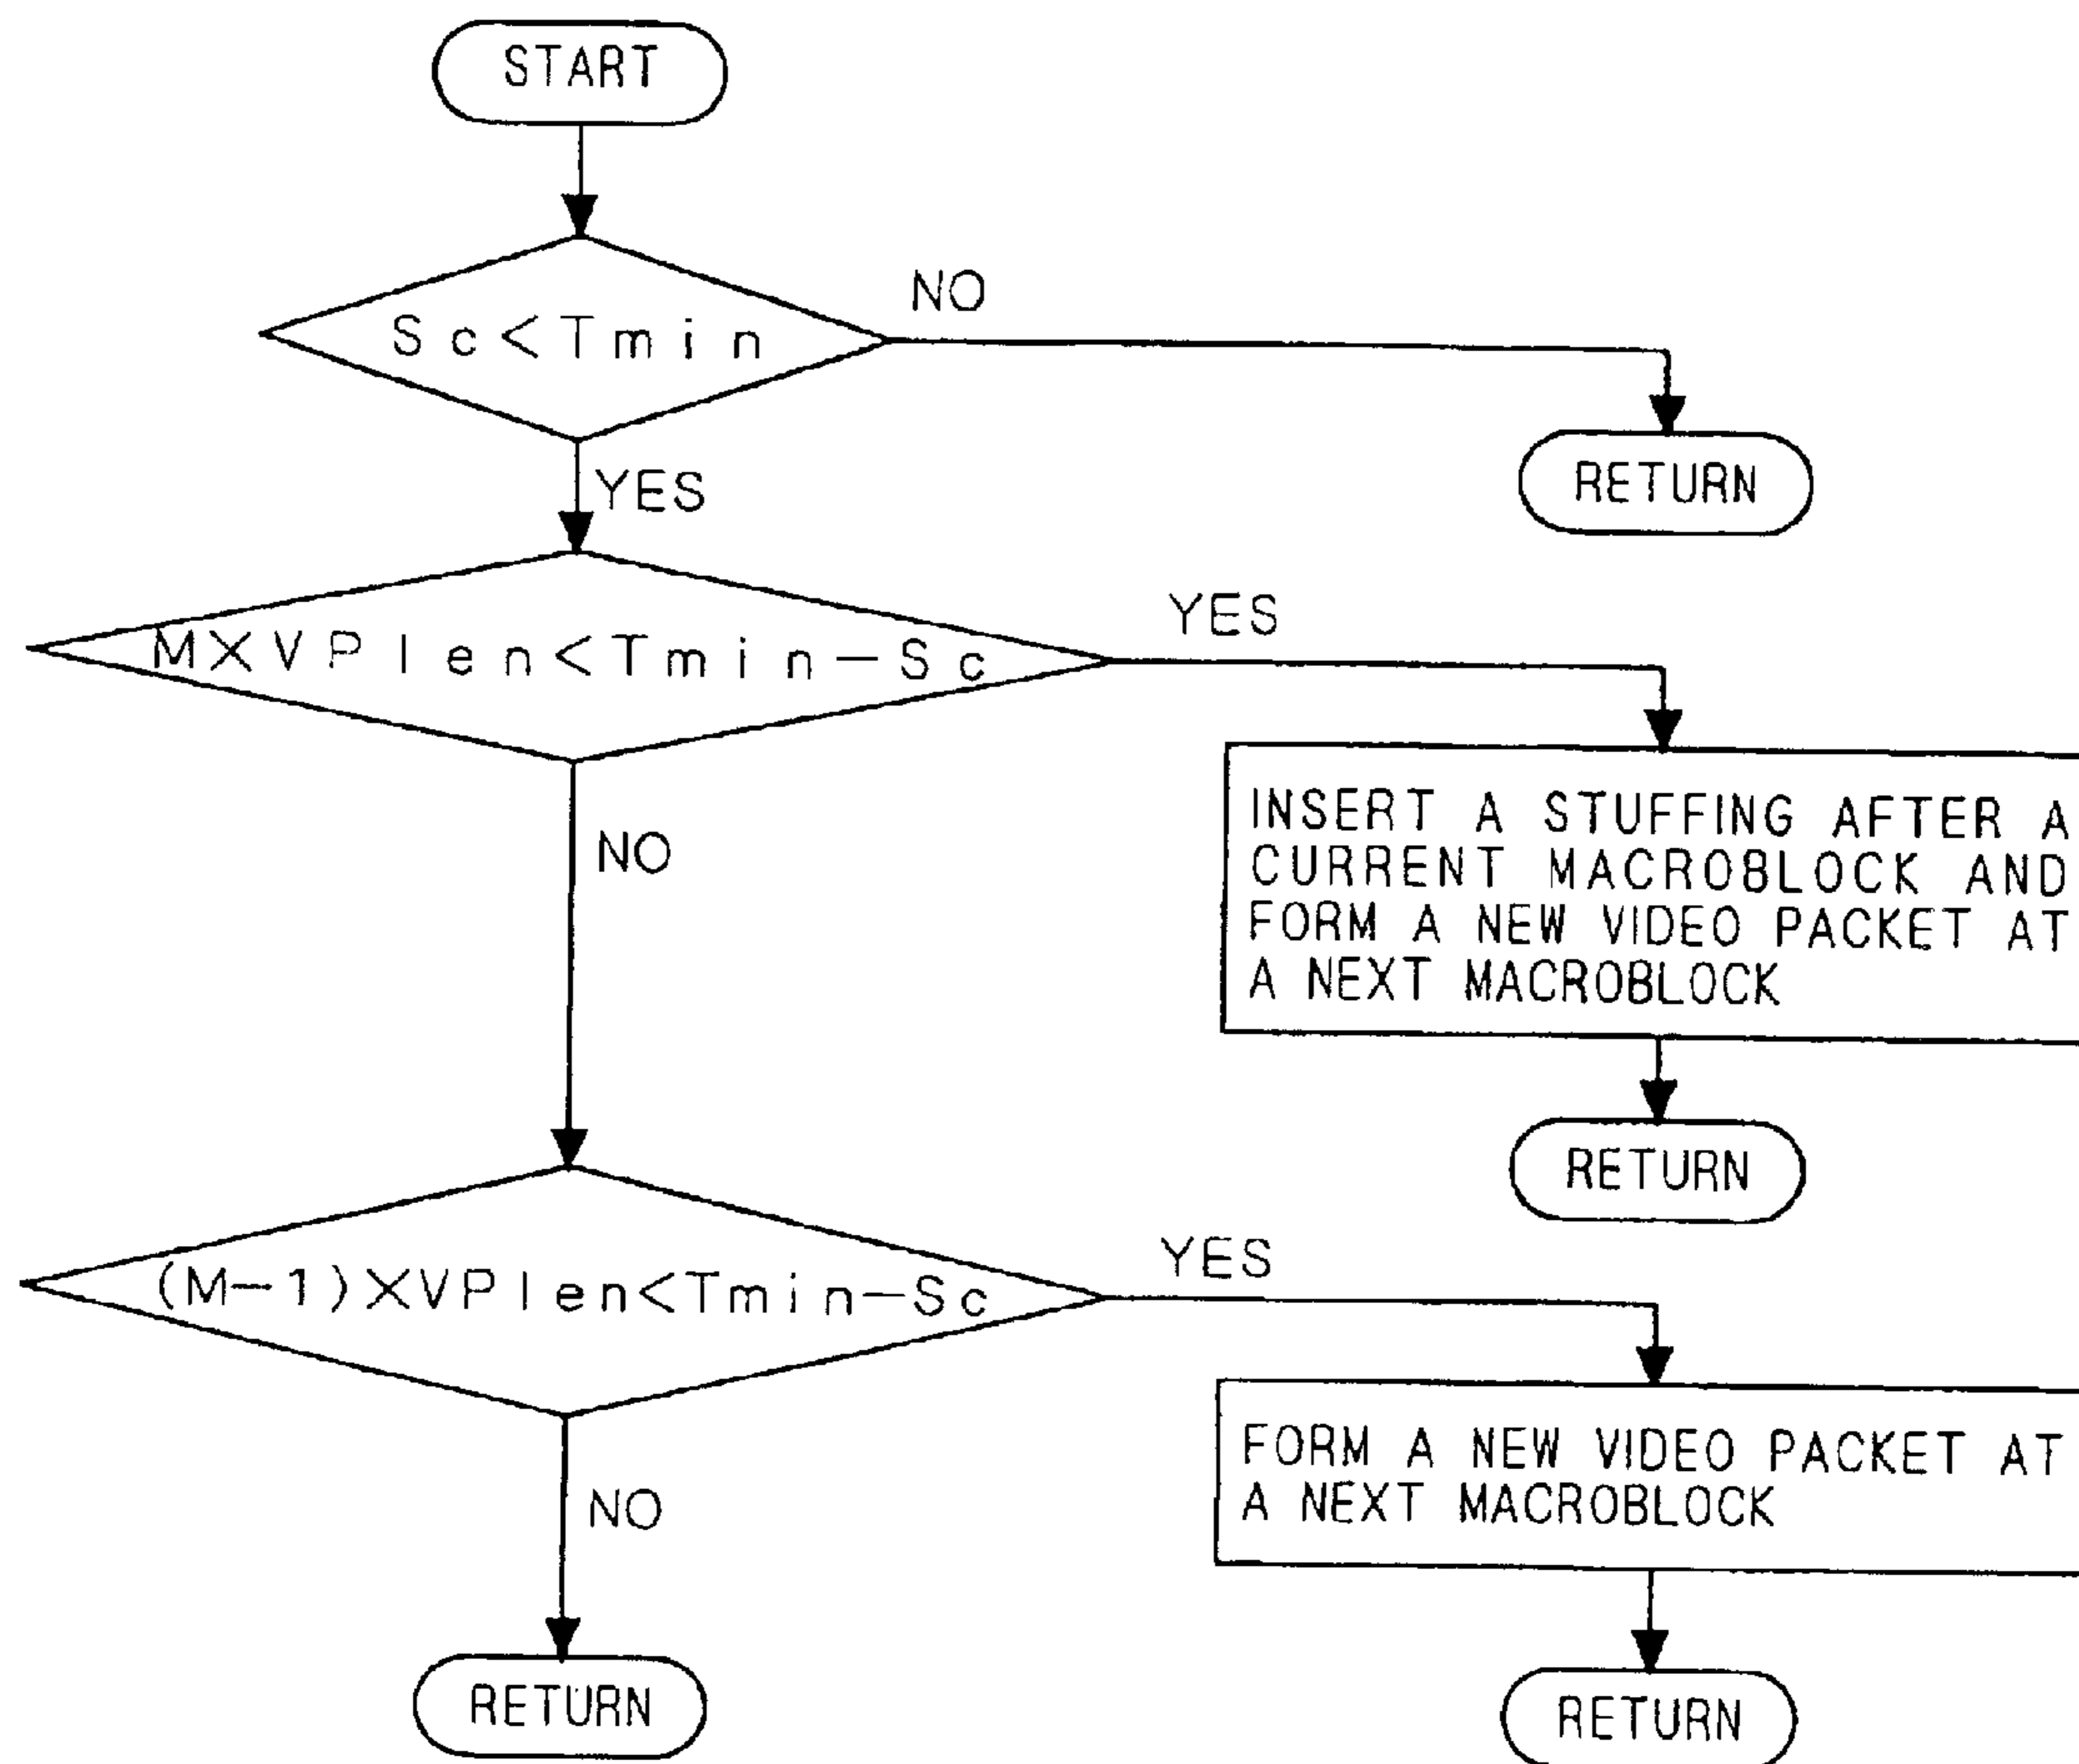 START
Sc<Tmin
NO
RETURN
YES
MXVPlen<Tmin-Sc
YES
INSERT A STUFFING AFTER A
CURRENT MACROBLOCK AND
FORM A NEW VIDEO PACKET AT
A NEXT MACROBLOCK
NO
RETURN
(M-1)XVPlen<Tmin-Sc
YES
FORM A NEW VIDEO PACKET AT
A NEXT MACROBLOCK
NO
RETURN
RETURN